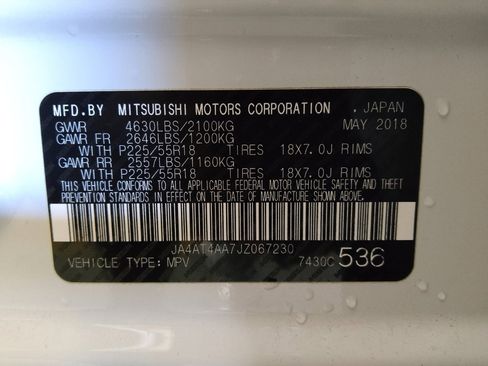 MFD.BY MITSUBISHI MOTORS CORPORATION , JAPAN
GVWR 4630LBS/2100KG MAY 2018
GAWR FR 2646LBS/1200KG
WITH P225/55R18 TIRES 18X7.0J RIMS
GAWR RR 2557LBS/1160KG
WITH P225/55R18 TIRES 18X7.0J RIMS
THIS VEHICLE CONFORMS TO ALL APPLICABLE FEDERAL MOTOR VEHICLE SAFETY AND THEFT
PREVENTION STANDARDS IN EFFECT ON THE DATE OF MANUFACTURE SHOWN ABOVE.
JA4AT4AA7JZ067230
VEHICLE TYPE: MPV 7430C 536